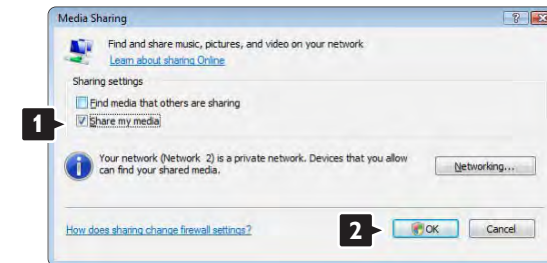 Media Sharing
Find and share music, pictures, and video on your network
Learn about sharing Online
Sharing settings
Find media that others are sharing
1
Share my media
Your network (Network 2) is a private network. Devices that you allow
can find your shared media.
Networking...
How does sharing change firewall settings?
2
OK
Cancel